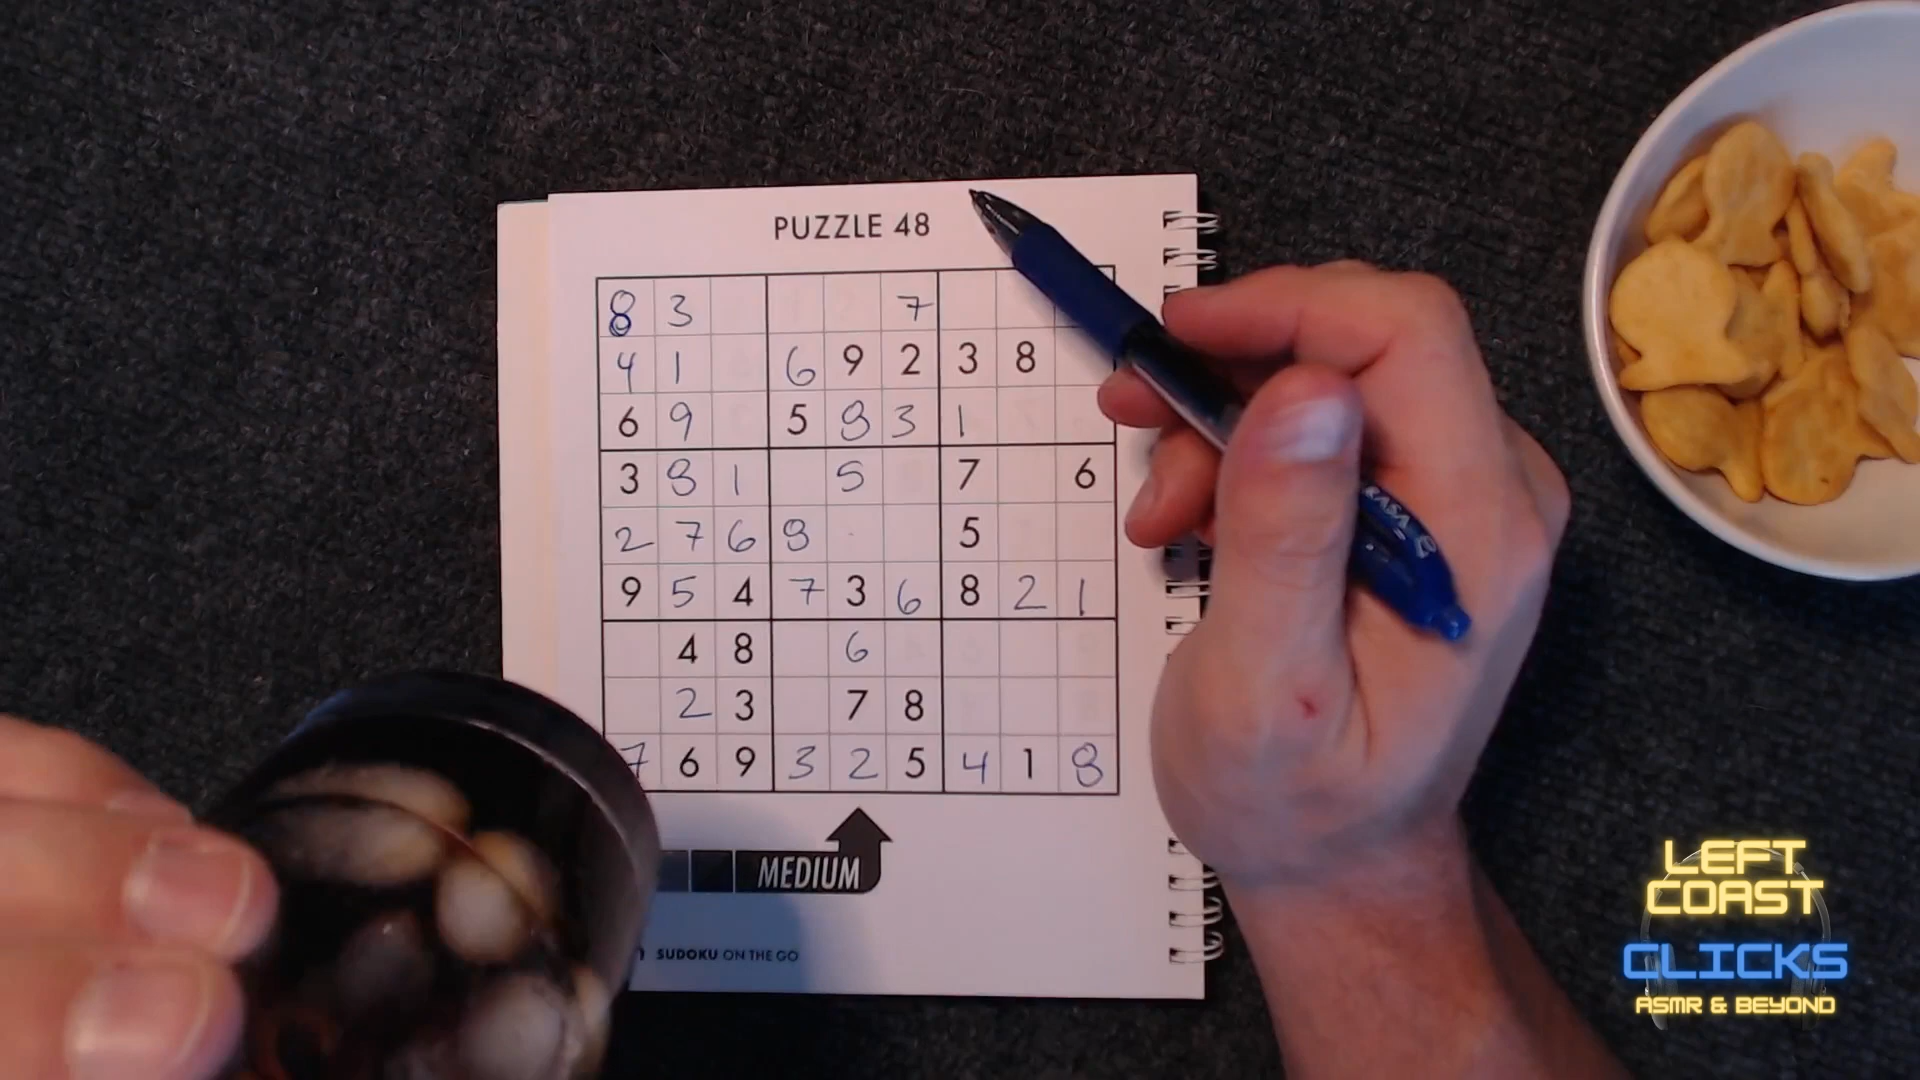 PUZZLE 48
8 3 7
4 1 6 9 2 3 8
6 9 5 8 3 1
3 8 1 5 7 6
2 7 6 8 5
9 5 4 7 3 6 8 2 1
4 8 6
2 3 7 8
7 6 9 3 2 5 4 1 8
MEDIUM
SUDOKU ON THE GO
LEFT
COAST
CLICKS
ASMR & BEYOND